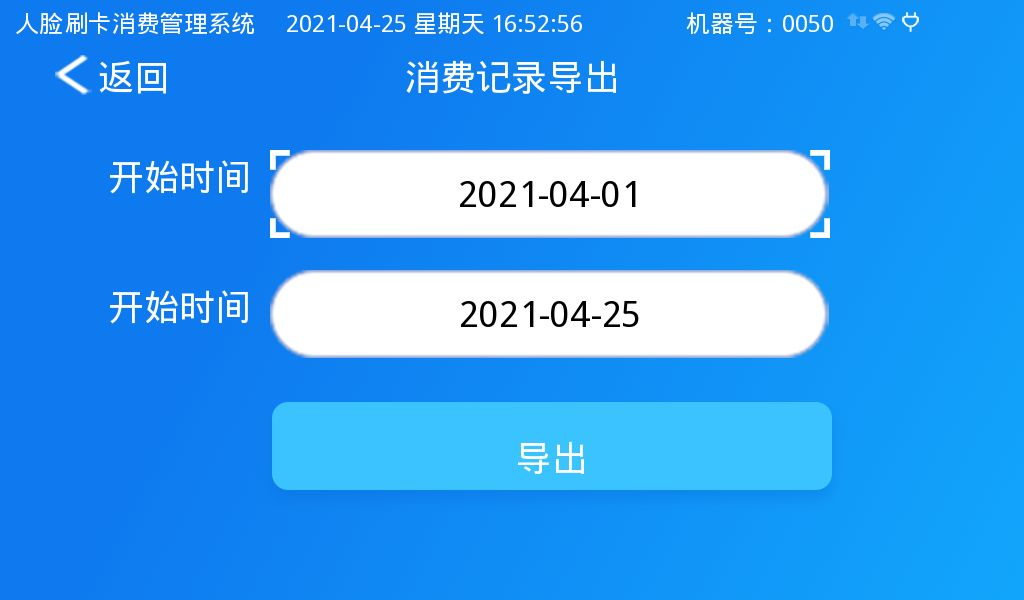 人脸刷卡消费管理系统 2021-04-25 星期天 16:52:56 机器号：0050
返回 消费记录导出
开始时间 2021-04-01
开始时间 2021-04-25
导出